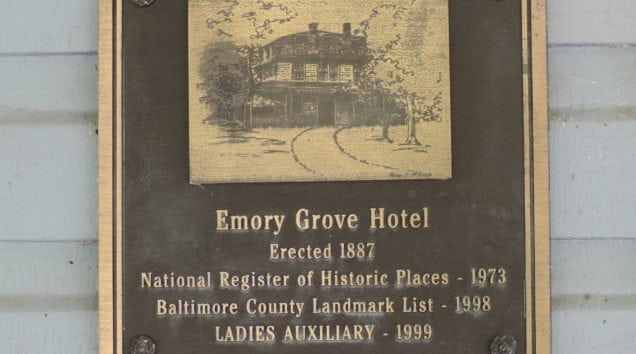 Emory Grove Hotel
Erected 1887
National Register of Historic Places - 1973
Baltimore County Landmark List - 1998
LADIES AUXILIARY - 1999